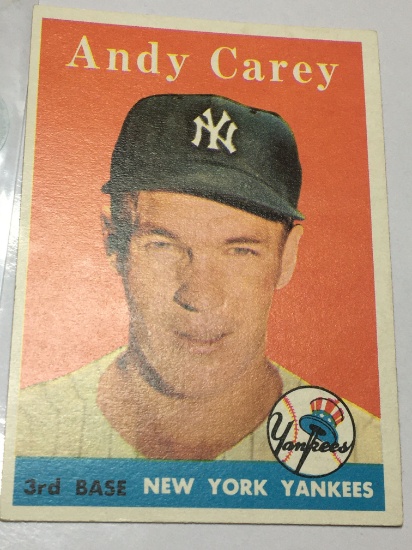 Andy Carey
NY
Yankees
3rd BASE NEW YORK YANKEES